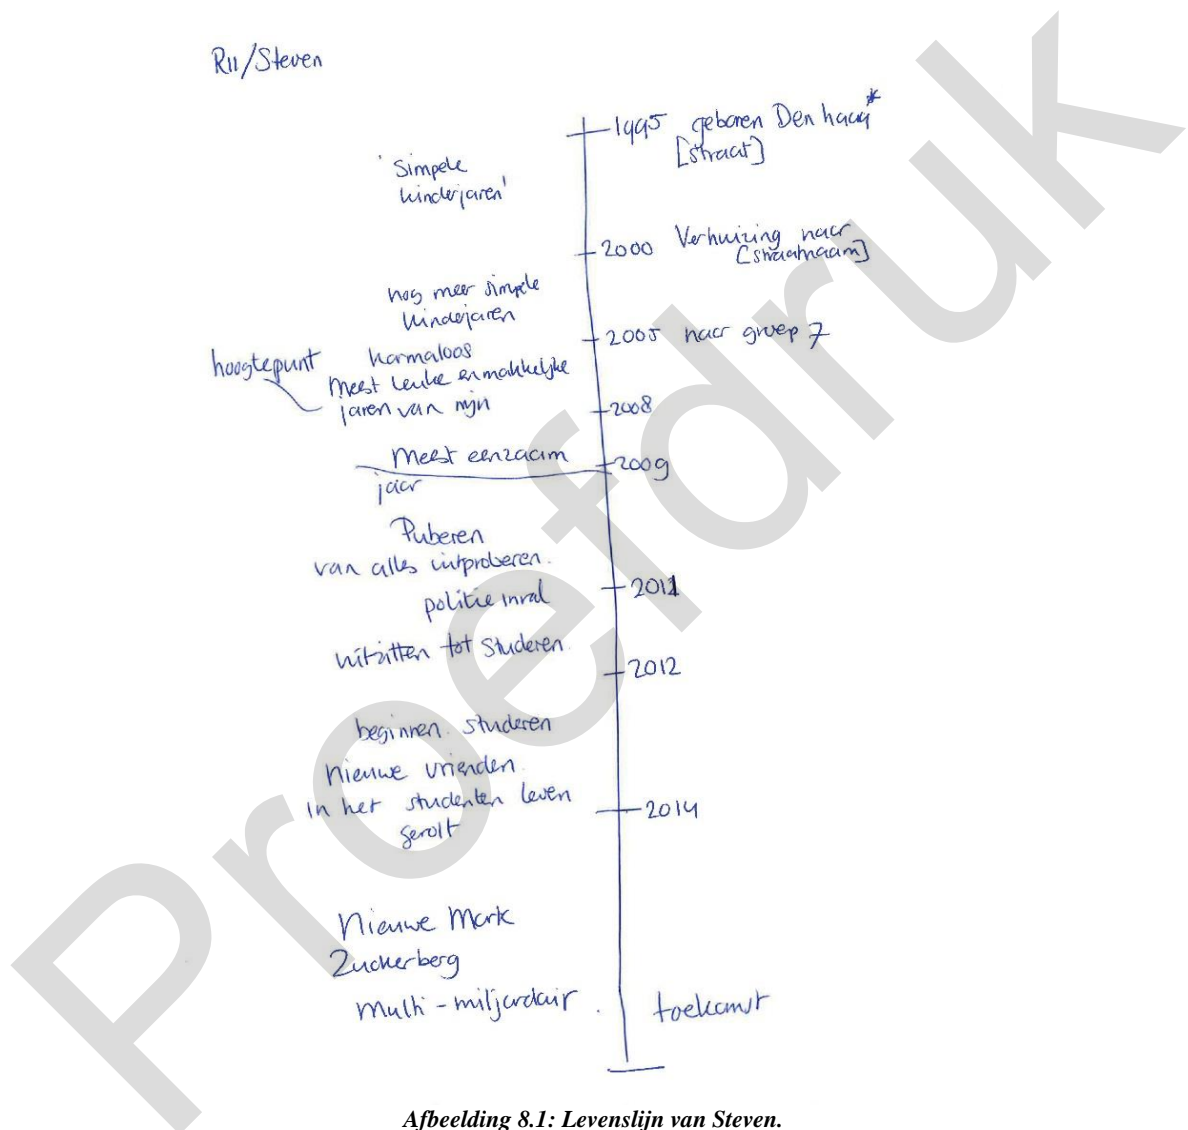 R11/Steven
1995 geboren Den haag*
[straat]
'Simpele
kinderjaren'
2000 Verhuizing naar
[straatnaam]
nog meer simpele
kinderjaren
2005 naar groep 7
hoogtepunt
karmaloos
Meest leuke en makkelijke
jaren van mijn
2008
Meest eenzaam
jaar
2009
Puberen
van alles uitproberen.
politie inval
2011
uitzitten tot studeren.
2012
beginnen studeren
nieuwe vrienden.
in het studenten leven
gerolt
2014
Nieuwe Mark
Zuckerberg
multi-miljardair.
toekomst
Proefdruk
Afbeelding 8.1: Levenslijn van Steven.